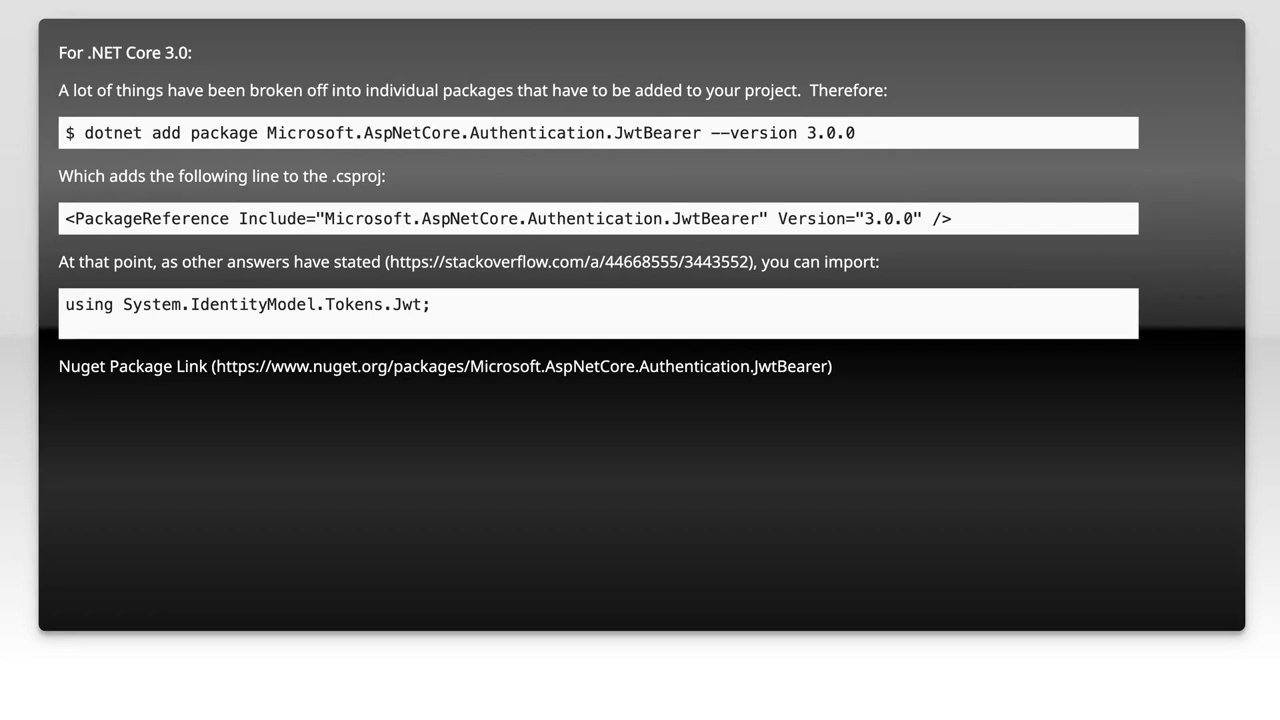 For .NET Core 3.0:
A lot of things have been broken off into individual packages that have to be added to your project.  Therefore:
$ dotnet add package Microsoft.AspNetCore.Authentication.JwtBearer --version 3.0.0
Which adds the following line to the .csproj:
<PackageReference Include="Microsoft.AspNetCore.Authentication.JwtBearer" Version="3.0.0" />
At that point, as other answers have stated (https://stackoverflow.com/a/44668555/3443552), you can import:
using System.IdentityModel.Tokens.Jwt;
Nuget Package Link (https://www.nuget.org/packages/Microsoft.AspNetCore.Authentication.JwtBearer)